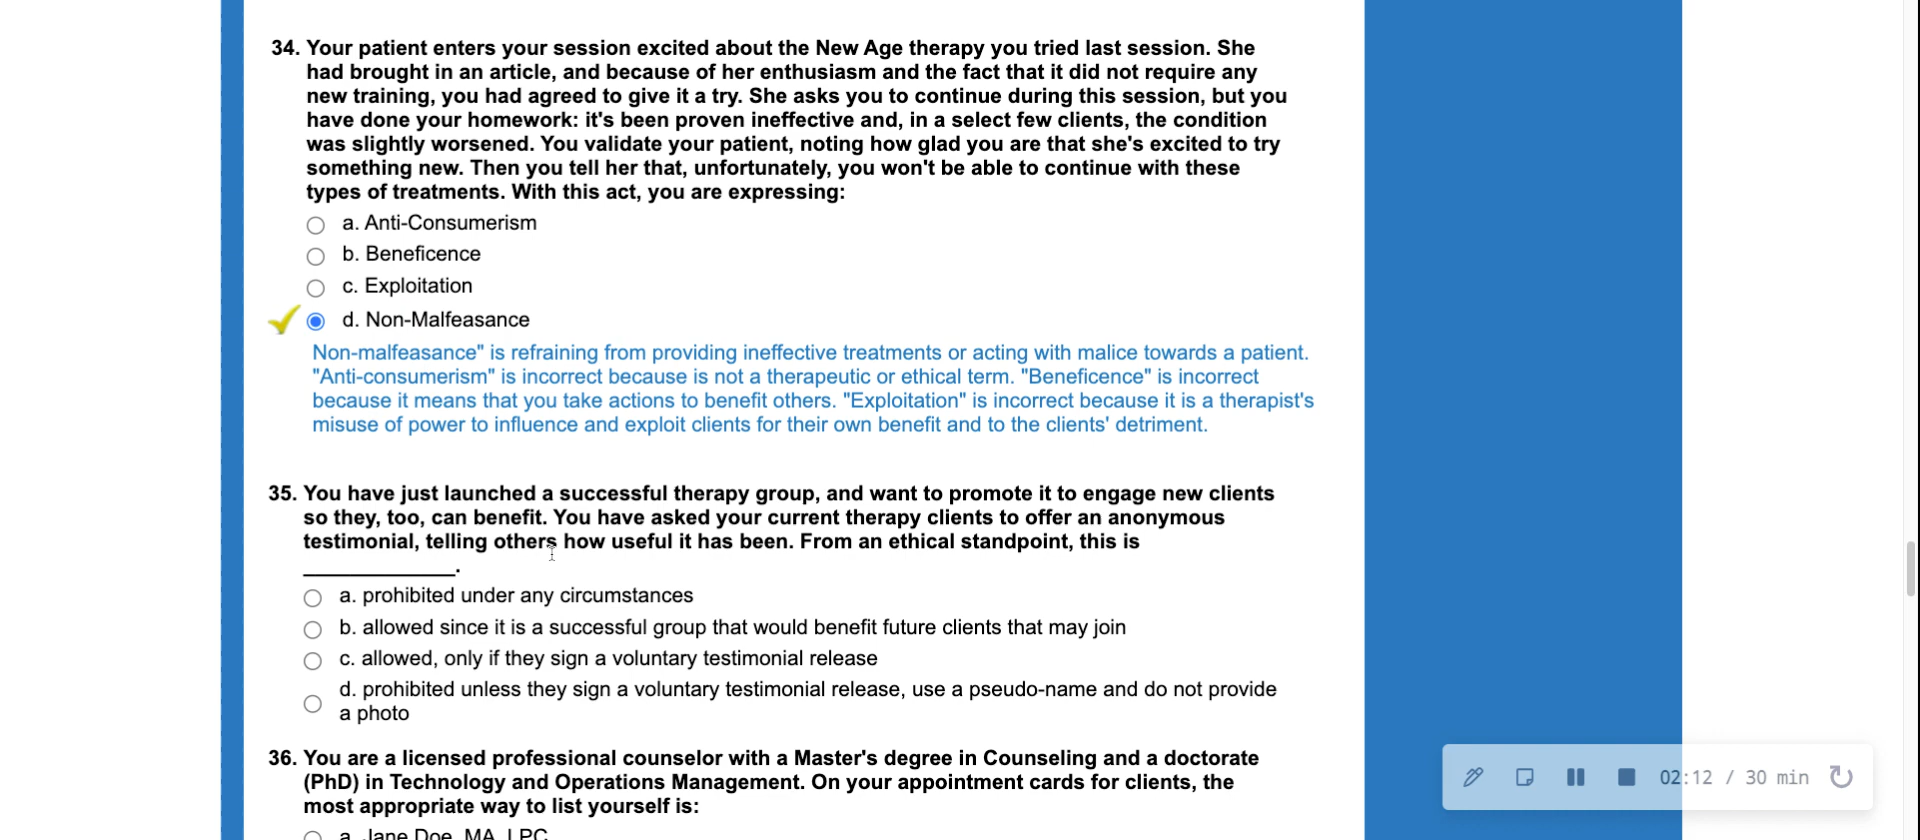 34. Your patient enters your session excited about the New Age therapy you tried last session. She
had brought in an article, and because of her enthusiasm and the fact that it did not require any
new training, you had agreed to give it a try. She asks you to continue during this session, but you
have done your homework: it's been proven ineffective and, in a select few clients, the condition
was slightly worsened. You validate your patient, noting how glad you are that she's excited to try
something new. Then you tell her that, unfortunately, you won't be able to continue with these
types of treatments. With this act, you are expressing:
a. Anti-Consumerism
b. Beneficence
c. Exploitation
d. Non-Malfeasance
Non-malfeasance" is refraining from providing ineffective treatments or acting with malice towards a patient.
"Anti-consumerism" is incorrect because is not a therapeutic or ethical term. "Beneficence" is incorrect
because it means that you take actions to benefit others. "Exploitation" is incorrect because it is a therapist's
misuse of power to influence and exploit clients for their own benefit and to the clients' detriment.
35. You have just launched a successful therapy group, and want to promote it to engage new clients
so they, too, can benefit. You have asked your current therapy clients to offer an anonymous
testimonial, telling others how useful it has been. From an ethical standpoint, this is
_____________.
a. prohibited under any circumstances
b. allowed since it is a successful group that would benefit future clients that may join
c. allowed, only if they sign a voluntary testimonial release
d. prohibited unless they sign a voluntary testimonial release, use a pseudo-name and do not provide
a photo
36. You are a licensed professional counselor with a Master's degree in Counseling and a doctorate
(PhD) in Technology and Operations Management. On your appointment cards for clients, the
most appropriate way to list yourself is:
a. Jane Doe, MA, LPC
02:12 / 30 min